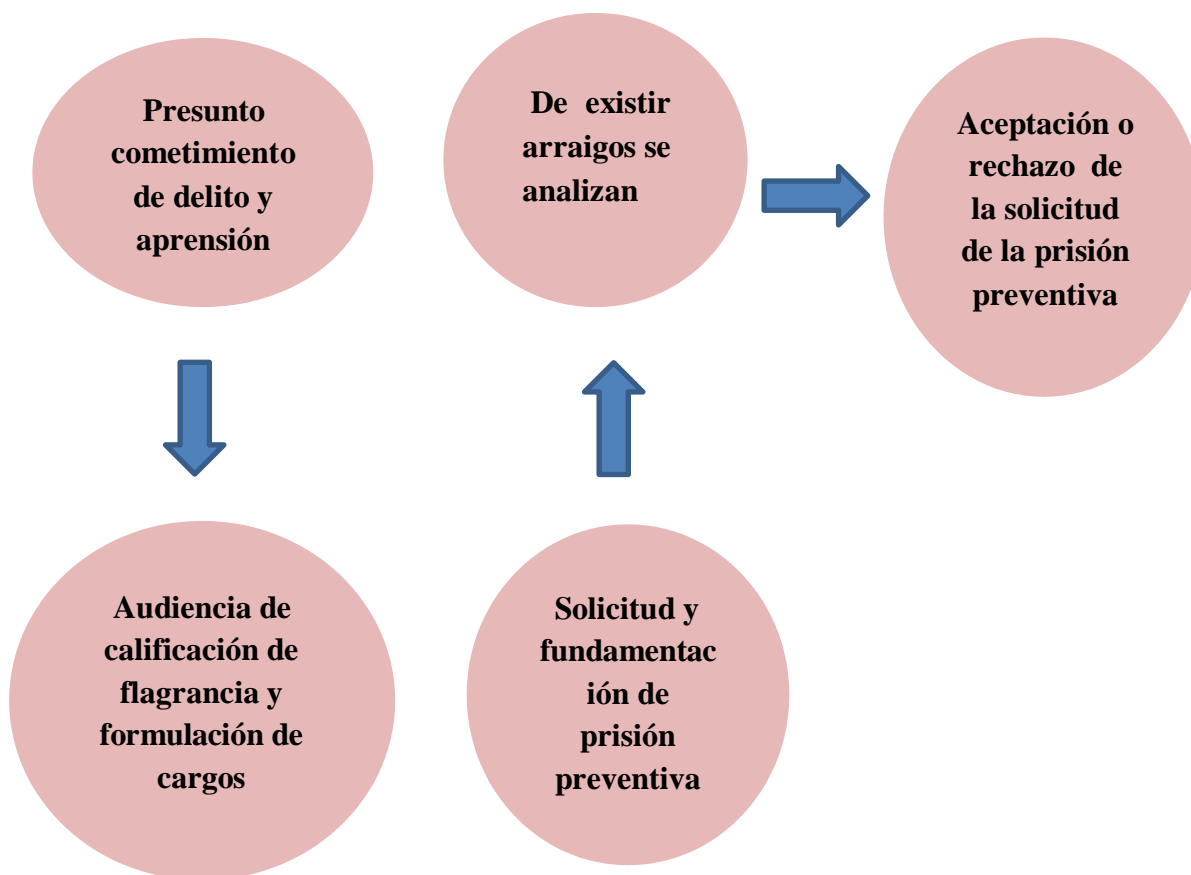 Presunto
cometimiento
de delito y
aprensión
Audiencia de
calificación de
flagrancia y
formulación de
cargos
Solicitud y
fundamentac
ión de
prisión
preventiva
De existir
arraigos se
analizan
Aceptación o
rechazo de
la solicitud
de la prisión
preventiva